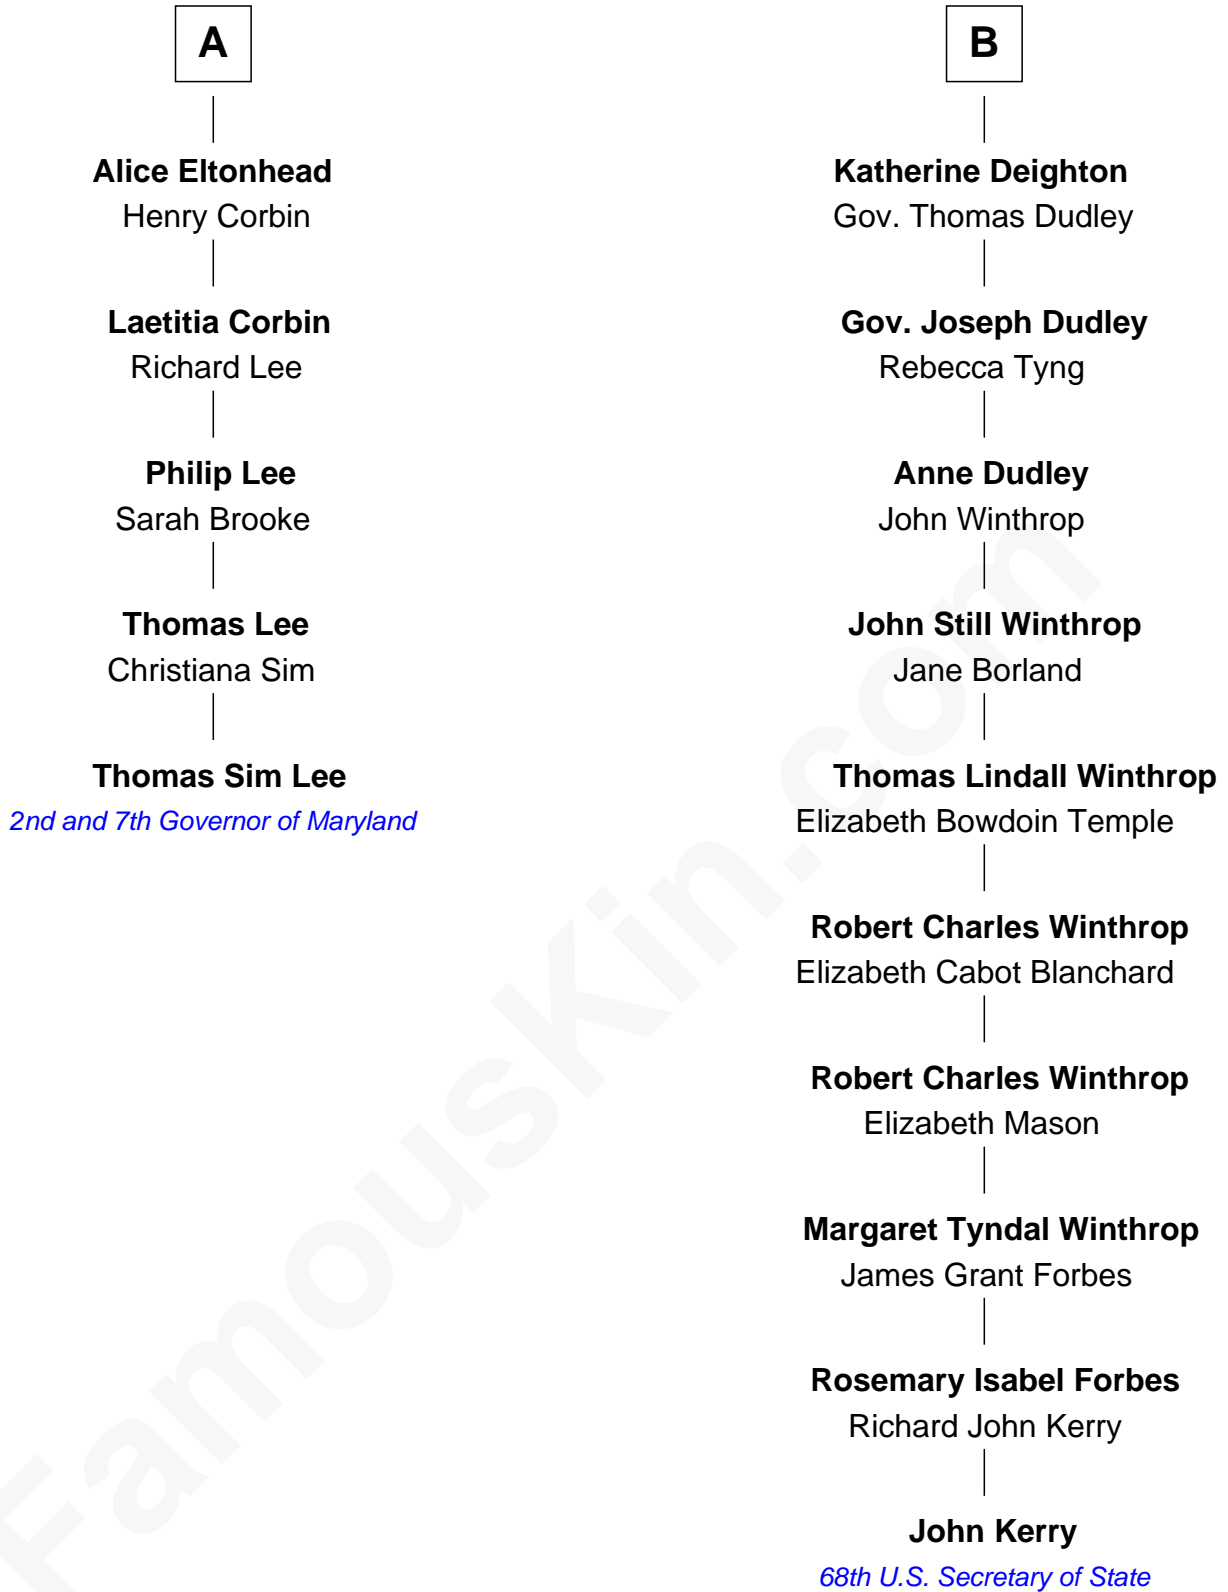 A
Alice Eltonhead
Henry Corbin
Laetitia Corbin
Richard Lee
Philip Lee
Sarah Brooke
Thomas Lee
Christiana Sim
Thomas Sim Lee
2nd and 7th Governor of Maryland
B
Katherine Deighton
Gov. Thomas Dudley
Gov. Joseph Dudley
Rebecca Tyng
Anne Dudley
John Winthrop
John Still Winthrop
Jane Borland
Thomas Lindall Winthrop
Elizabeth Bowdoin Temple
Robert Charles Winthrop
Elizabeth Cabot Blanchard
Robert Charles Winthrop
Elizabeth Mason
Margaret Tyndal Winthrop
James Grant Forbes
Rosemary Isabel Forbes
Richard John Kerry
John Kerry
68th U.S. Secretary of State
FamousKin.com